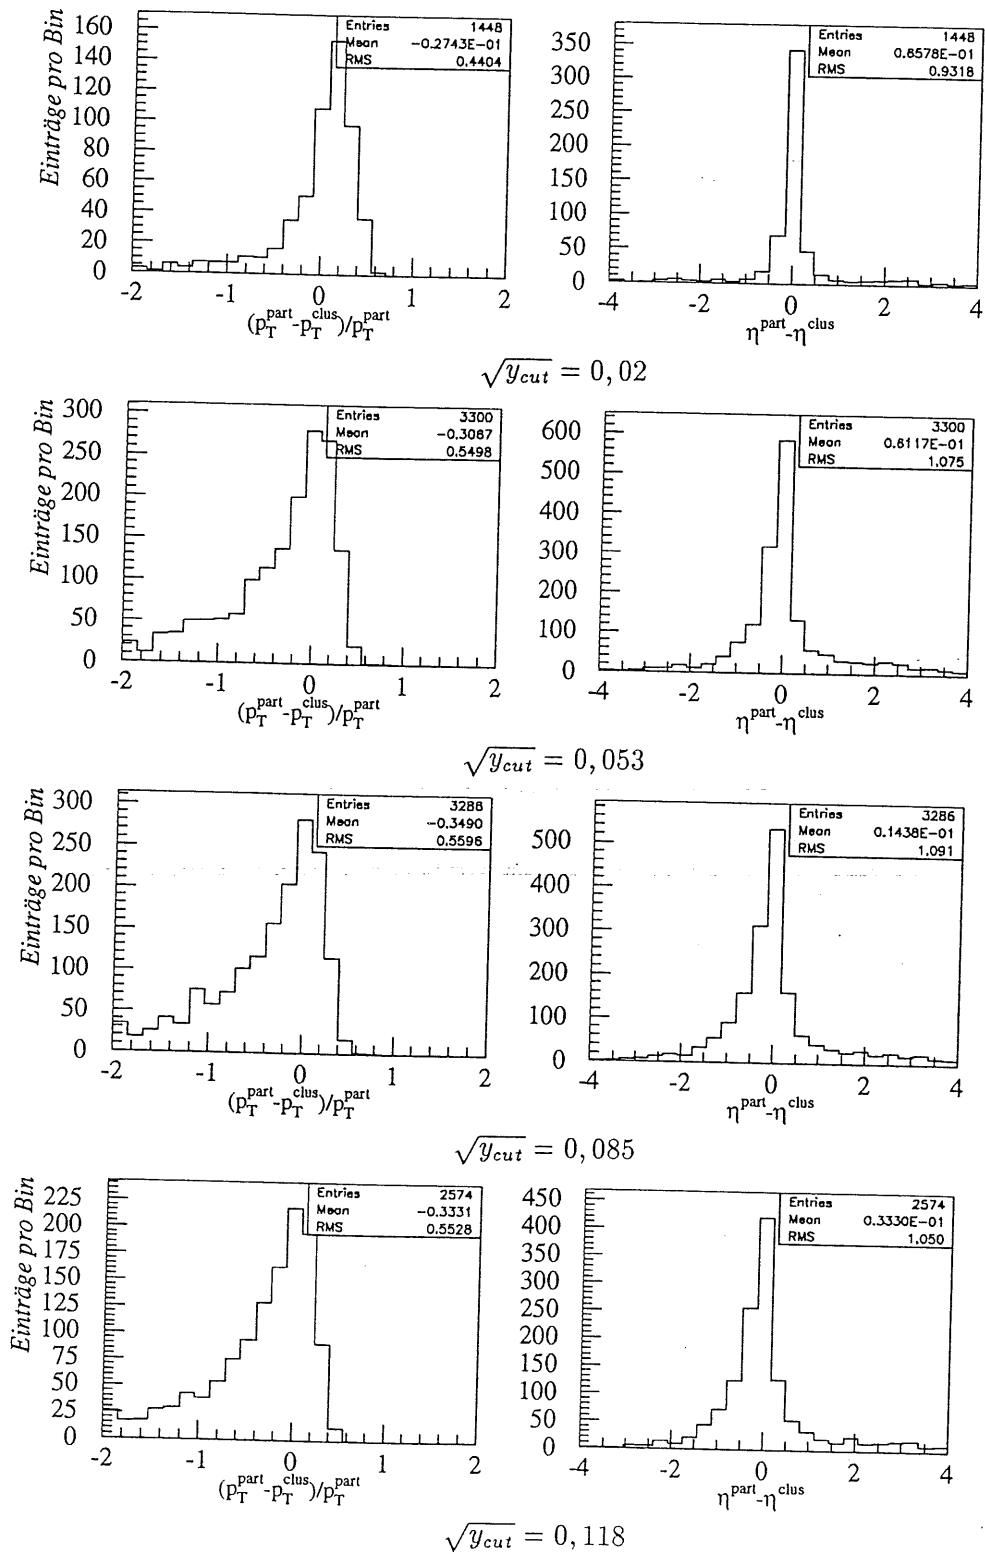 Einträge pro Bin
160
140
120
100
80
60
40
20
0
-2 -1 0 1 2
(p_T^part-p_T^clus)/p_T^part
Entries 1448
Mean -0.2743E-01
RMS 0.4404
350
300
250
200
150
100
50
0
-4 -2 0 2 4
η^part-η^clus
Entries 1448
Mean 0.8578E-01
RMS 0.9318
√y_cut = 0,02
Einträge pro Bin
300
250
200
150
100
50
0
-2 -1 0 1 2
(p_T^part-p_T^clus)/p_T^part
Entries 3300
Mean -0.3087
RMS 0.5498
600
500
400
300
200
100
0
-4 -2 0 2 4
η^part-η^clus
Entries 3300
Mean 0.6117E-01
RMS 1.075
√y_cut = 0,053
Einträge pro Bin
300
250
200
150
100
50
0
-2 -1 0 1 2
(p_T^part-p_T^clus)/p_T^part
Entries 3286
Mean -0.3490
RMS 0.5596
500
400
300
200
100
0
-4 -2 0 2 4
η^part-η^clus
Entries 3286
Mean 0.1438E-01
RMS 1.091
√y_cut = 0,085
Einträge pro Bin
225
200
175
150
125
100
75
50
25
0
-2 -1 0 1 2
(p_T^part-p_T^clus)/p_T^part
Entries 2574
Mean -0.3331
RMS 0.5528
450
400
350
300
250
200
150
100
50
0
-4 -2 0 2 4
η^part-η^clus
Entries 2574
Mean 0.3330E-01
RMS 1.050
√y_cut = 0,118